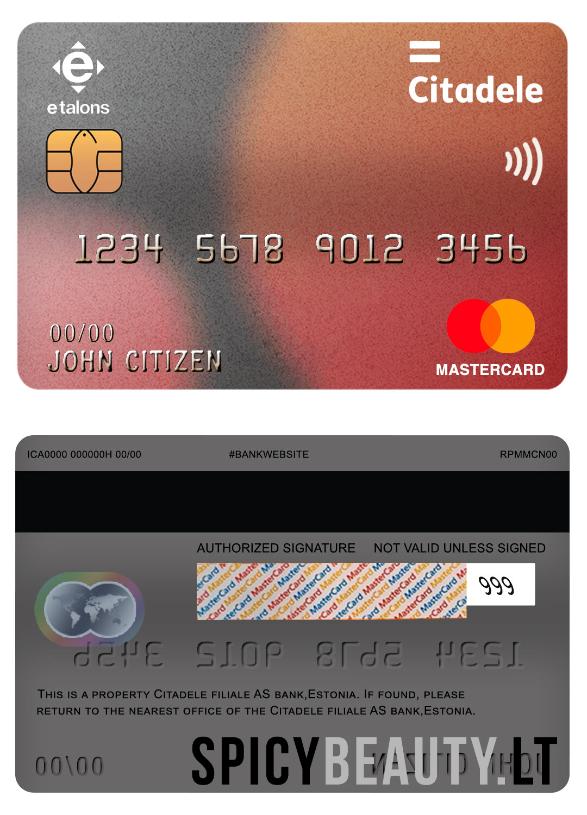 e
etalons
Citadele
1234 5678 9012 3456
00/00
JOHN CITIZEN
MASTERCARD
ICA0000 000000H 00/00 #BANKWEBSITE RPMMCN00
AUTHORIZED SIGNATURE NOT VALID UNLESS SIGNED
MasterCard MasterCard MasterCard
999
1234 5678 9012 3456
THIS IS A PROPERTY CITADELE FILIALE AS BANK,ESTONIA. IF FOUND, PLEASE
RETURN TO THE NEAREST OFFICE OF THE CITADELE FILIALE AS BANK,ESTONIA.
00/00 JOHN CITIZEN
SPICYBEAUTY.LT